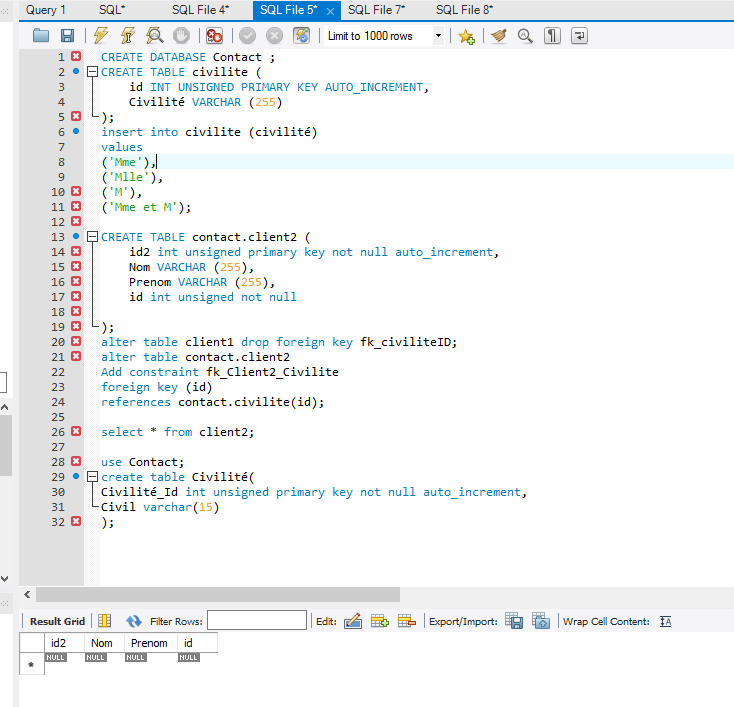 Query 1 SQL* SQL File 4* SQL File 5* SQL File 7* SQL File 8*
Limit to 1000 rows
1 CREATE DATABASE Contact ;
2 CREATE TABLE civilite (
3 id INT UNSIGNED PRIMARY KEY AUTO_INCREMENT,
4 Civilité VARCHAR (255)
5 );
6 insert into civilite (civilité)
7 values
8 ('Mme'),
9 ('Mlle'),
10 ('M'),
11 ('Mme et M');
12
13 CREATE TABLE contact.client2 (
14 id2 int unsigned primary key not null auto_increment,
15 Nom VARCHAR (255),
16 Prenom VARCHAR (255),
17 id int unsigned not null
18
19 );
20 alter table client1 drop foreign key fk_civiliteID;
21 alter table contact.client2
22 Add constraint fk_Client2_Civilite
23 foreign key (id)
24 references contact.civilite(id);
25
26 select * from client2;
27
28 use Contact;
29 create table Civilité(
30 Civilité_Id int unsigned primary key not null auto_increment,
31 Civil varchar(15)
32 );
Result Grid Filter Rows: Edit: Export/Import: Wrap Cell Content: IA
id2 Nom Prenom id
* NULL NULL NULL NULL